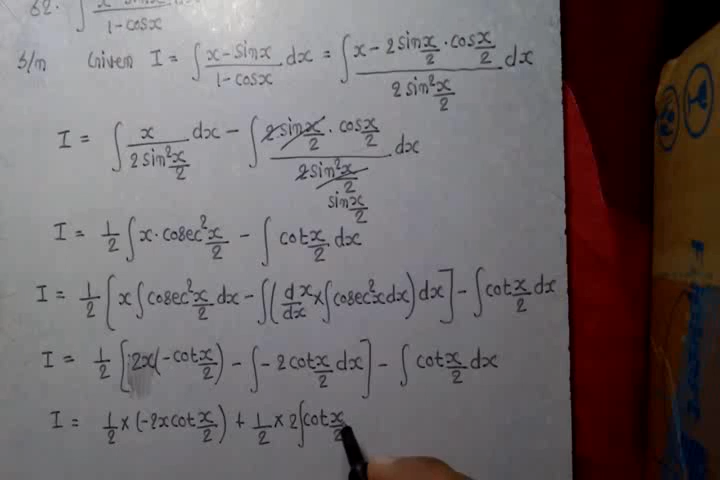 62. ∫ x-sinx / 1-cosx
S/n Given I = ∫ x-sinx / 1-cosx dx = ∫ x - 2sin x/2 · cos x/2 / 2sin² x/2 dx
I = ∫ x / 2sin² x/2 dx - ∫ 2sin x/2 · cos x/2 / 2sin² x/2 dx
sin x/2
I = 1/2 ∫ x·cosec² x/2 - ∫ cot x/2 dx
I = 1/2 [ x ∫ cosec² x/2 dx - ∫ ( d/dx x × ∫ cosec² x dx ) dx ] - ∫ cot x/2 dx
I = 1/2 [ 2x(-cot x/2) - ∫ -2cot x/2 dx ] - ∫ cot x/2 dx
I = 1/2 × (-2x cot x/2) + 1/2 × 2 ∫ cot x/2